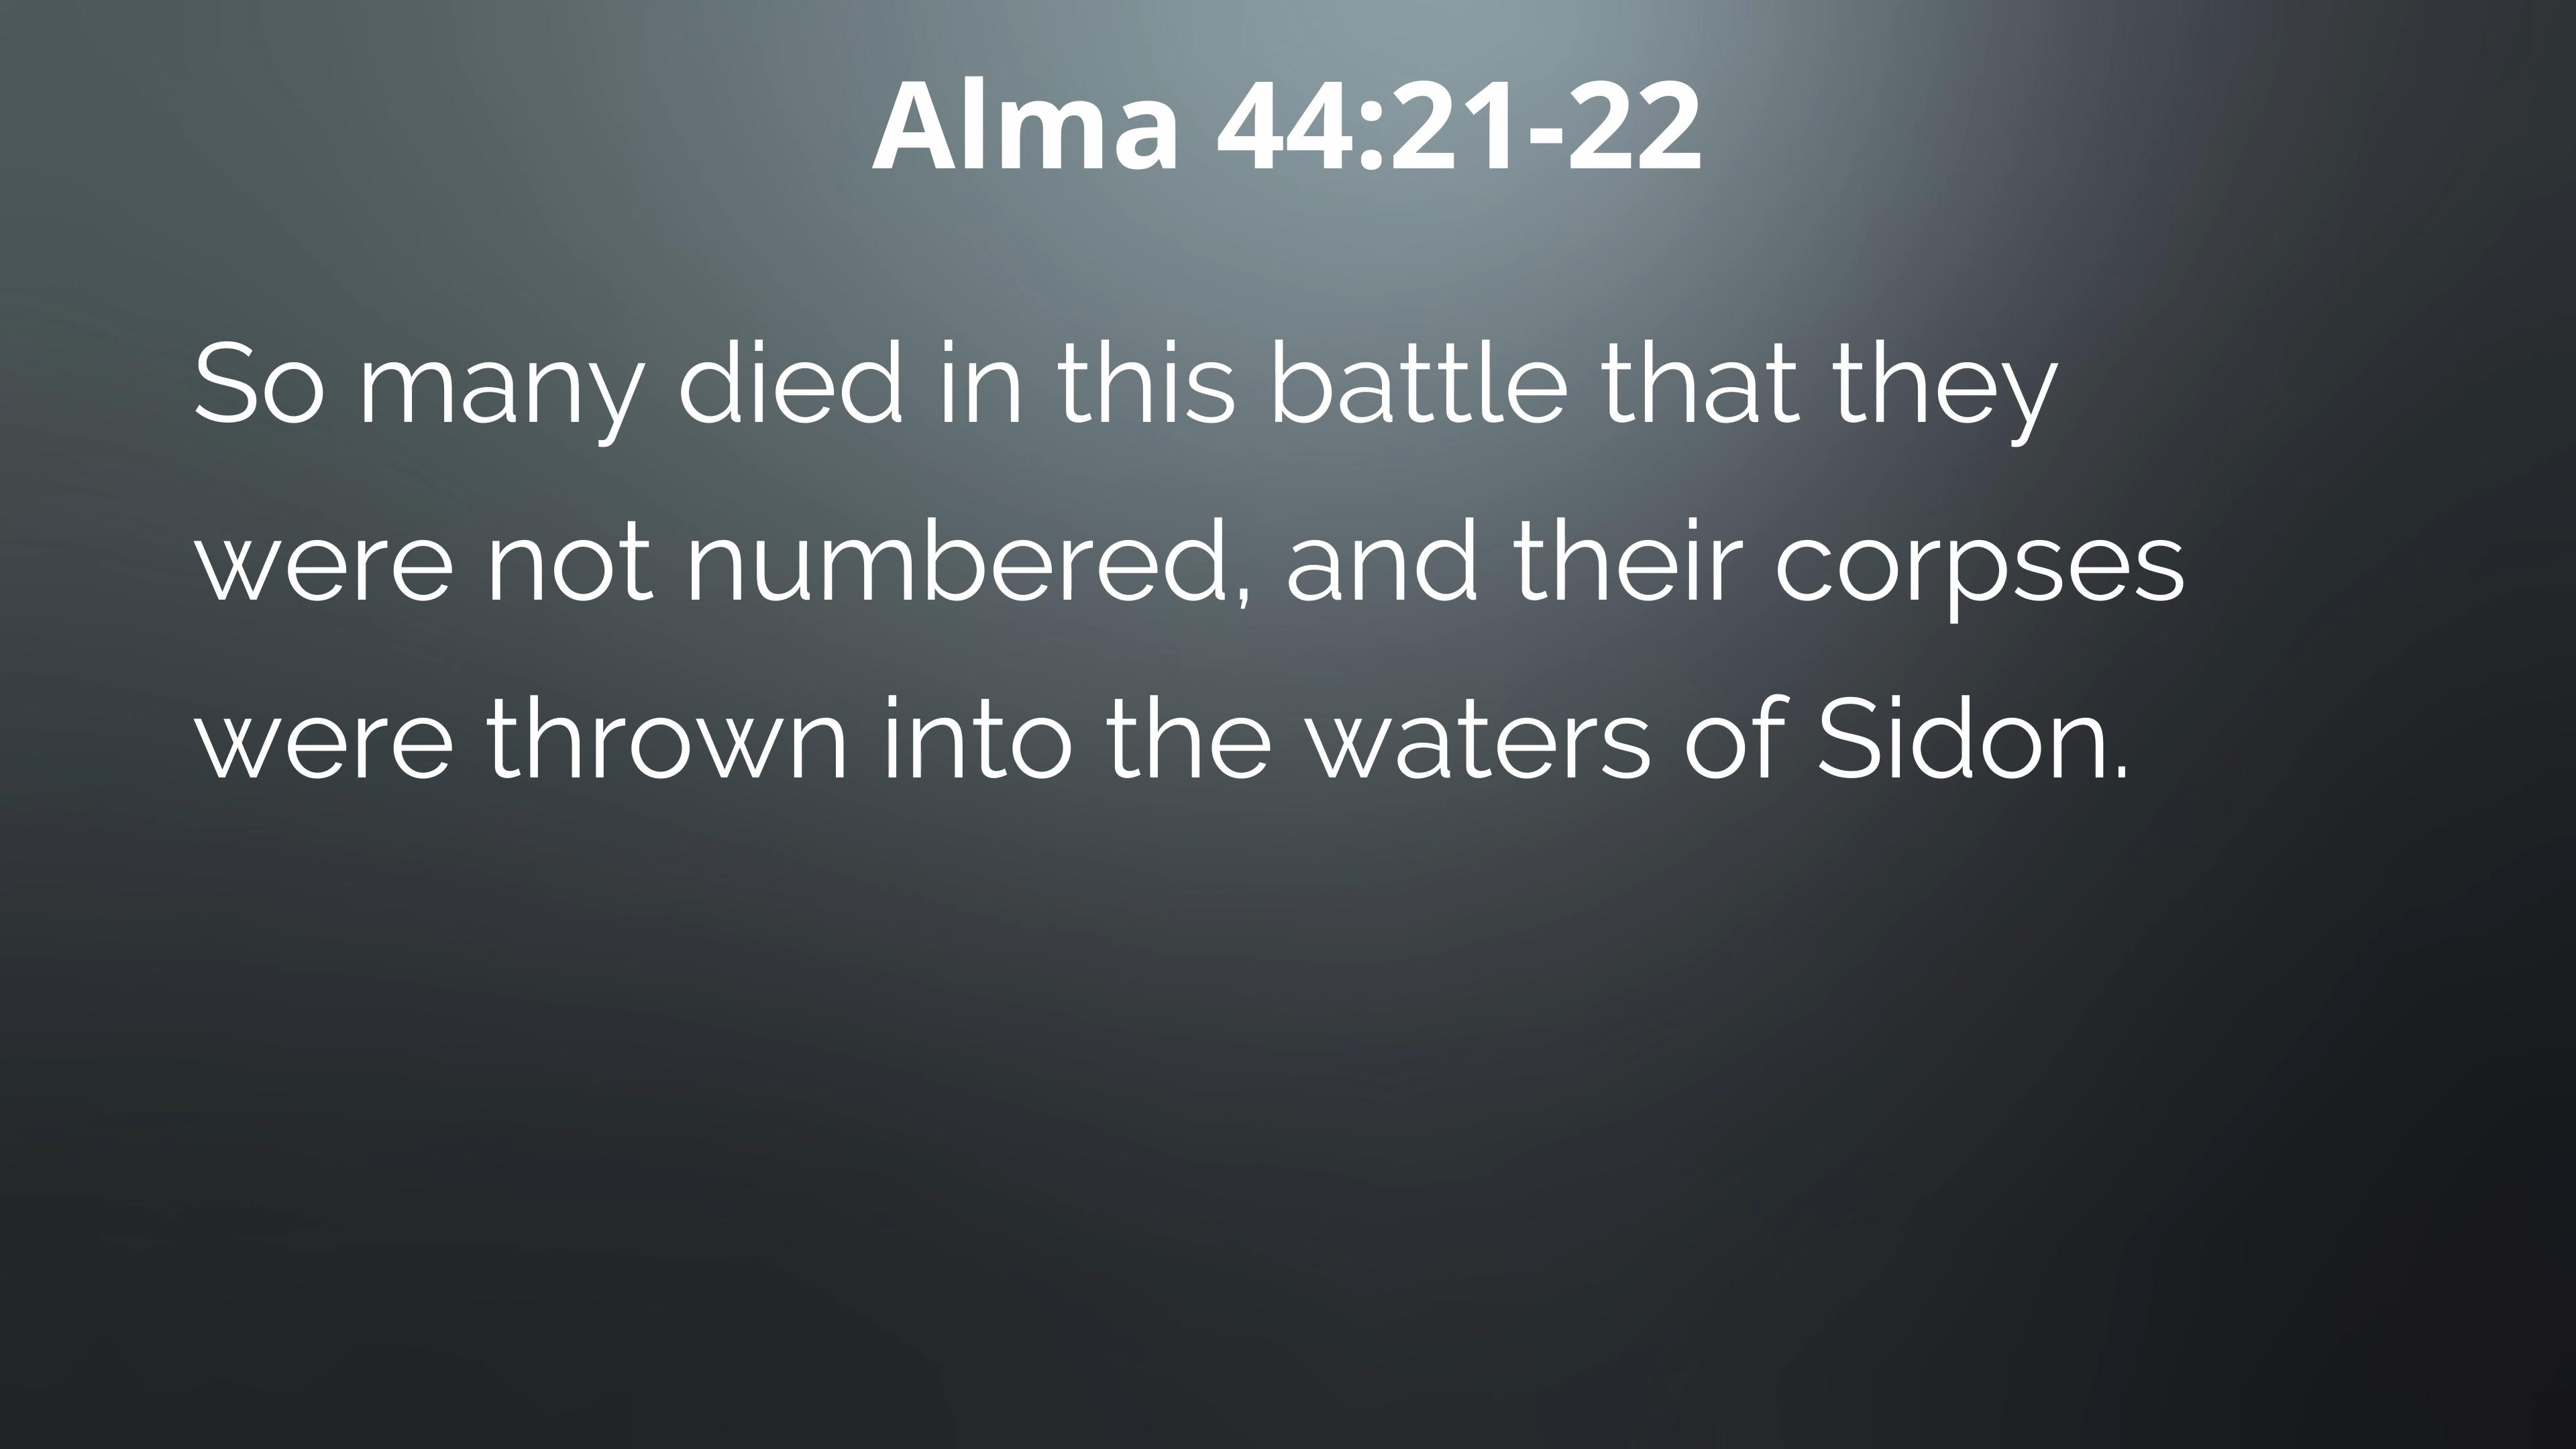 Alma 44:21-22
So many died in this battle that they
were not numbered, and their corpses
were thrown into the waters of Sidon.